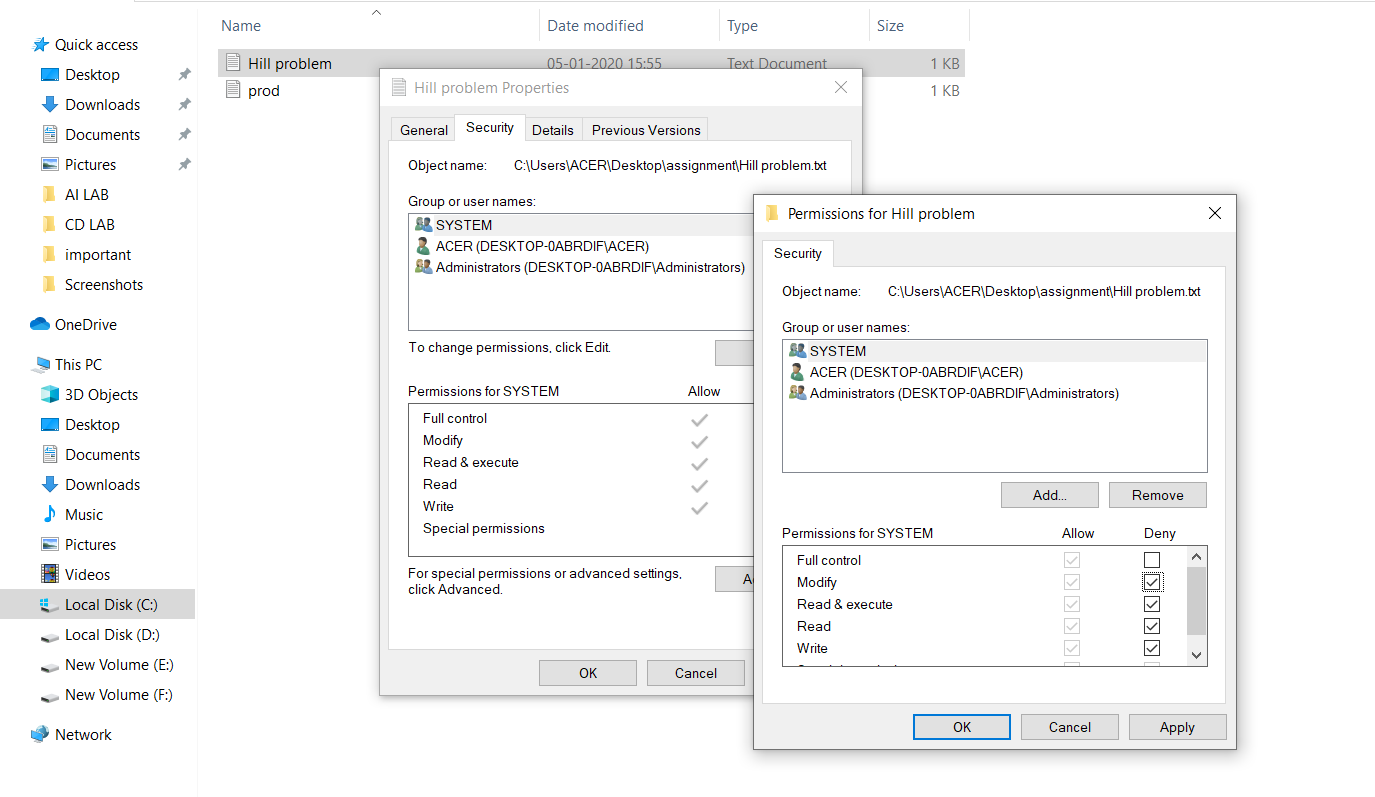 Name Date modified Type Size
Quick access
Desktop
Downloads
Documents
Pictures
AI LAB
CD LAB
important
Screenshots
OneDrive
This PC
3D Objects
Desktop
Documents
Downloads
Music
Pictures
Videos
Local Disk (C:)
Local Disk (D:)
New Volume (E:)
New Volume (F:)
Network
Hill problem 05-01-2020 15:55 Text Document 1 KB
prod 1 KB
Hill problem Properties
General Security Details Previous Versions
Object name: C:\Users\ACER\Desktop\assignment\Hill problem.txt
Group or user names:
SYSTEM
ACER (DESKTOP-0ABRDIF\ACER)
Administrators (DESKTOP-0ABRDIF\Administrators)
To change permissions, click Edit.
Permissions for SYSTEM Allow
Full control
Modify
Read & execute
Read
Write
Special permissions
For special permissions or advanced settings,
click Advanced.
OK Cancel
Permissions for Hill problem
Security
Object name: C:\Users\ACER\Desktop\assignment\Hill problem.txt
Group or user names:
SYSTEM
ACER (DESKTOP-0ABRDIF\ACER)
Administrators (DESKTOP-0ABRDIF\Administrators)
Add... Remove
Permissions for SYSTEM Allow Deny
Full control
Modify
Read & execute
Read
Write
OK Cancel Apply